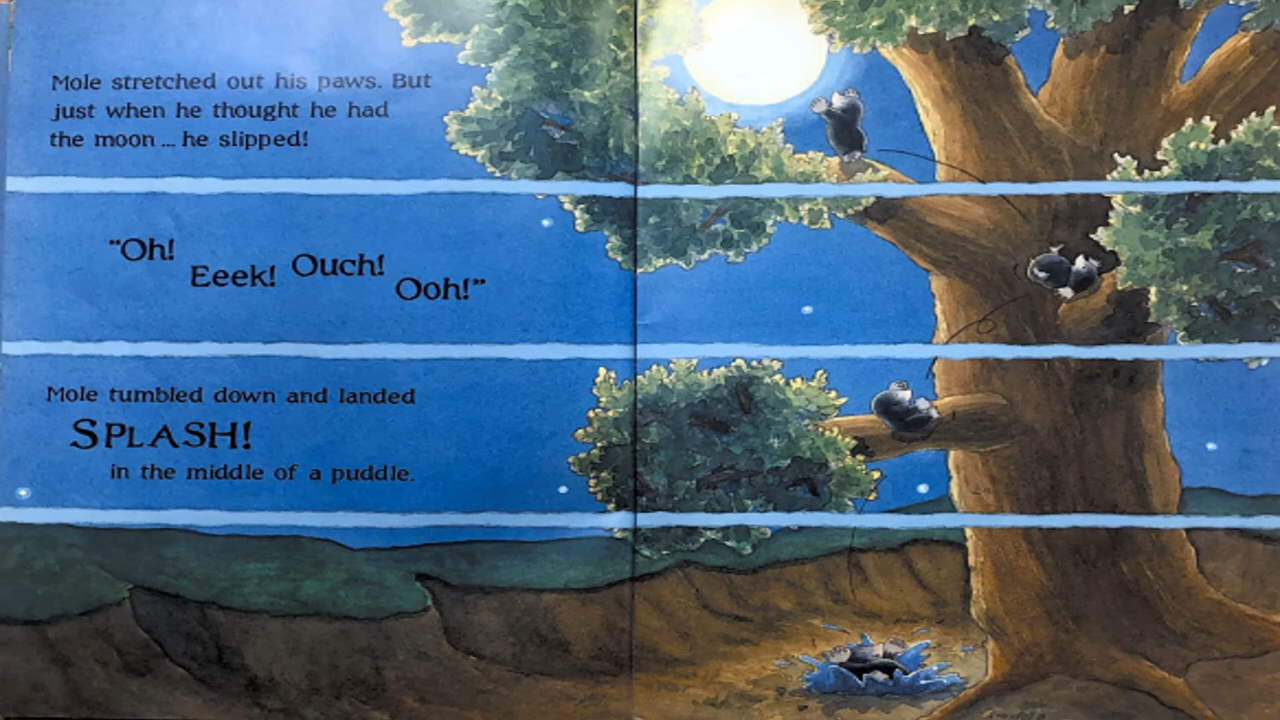 Mole stretched out his paws. But
just when he thought he had
the moon ... he slipped!
“Oh!
Eeek! Ouch!
Ooh!”
Mole tumbled down and landed
SPLASH!
in the middle of a puddle.